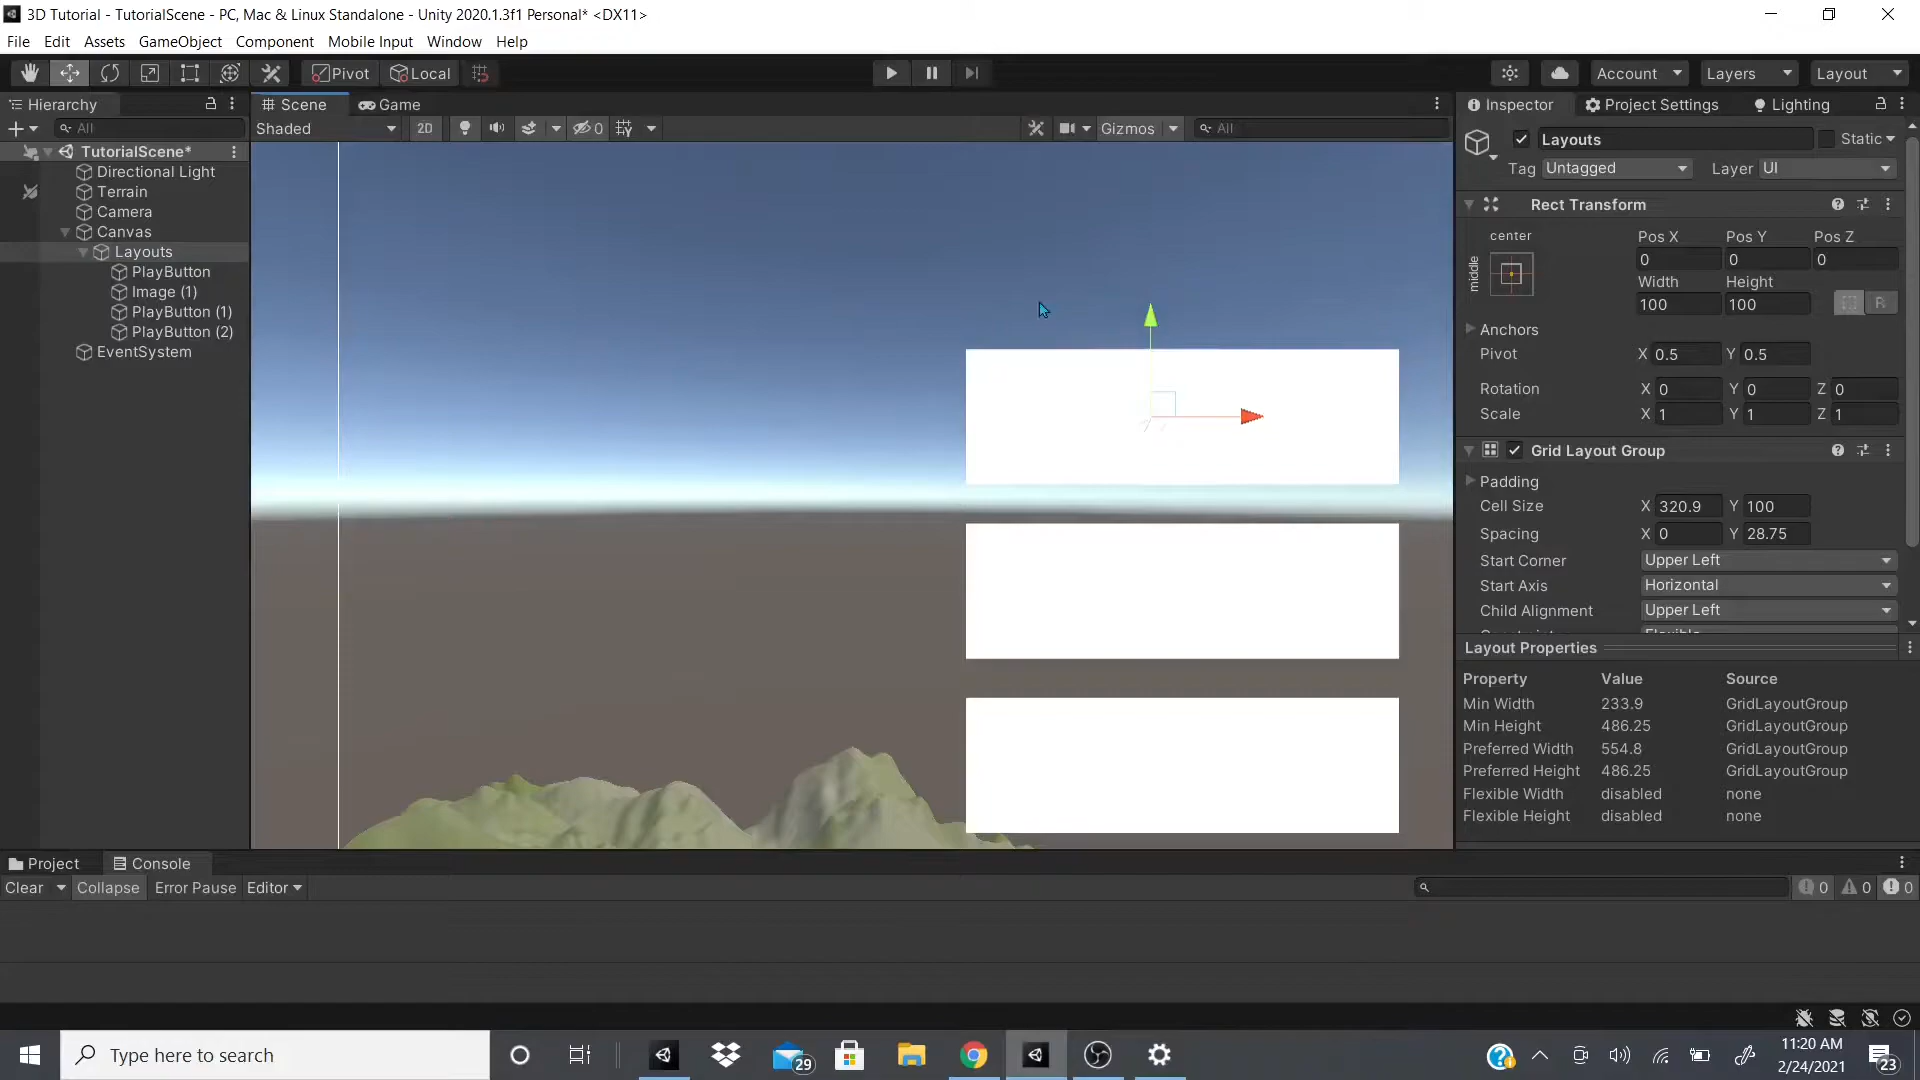 3D Tutorial - TutorialScene - PC, Mac & Linux Standalone - Unity 2020.1.3f1 Personal* <DX11>
File Edit Assets GameObject Component Mobile Input Window Help
Pivot Local Account Layers Layout
Hierarchy
All
TutorialScene*
Directional Light
Terrain
Camera
Canvas
Layouts
PlayButton
Image (1)
PlayButton (1)
PlayButton (2)
EventSystem
Scene Game
Shaded 2D 0 Gizmos All
Inspector Project Settings Lighting
Layouts Static
Tag Untagged Layer UI
Rect Transform
center Pos X Pos Y Pos Z
middle 0 0 0
Width Height
100 100 R
Anchors
Pivot X 0.5 Y 0.5
Rotation X 0 Y 0 Z 0
Scale X 1 Y 1 Z 1
Grid Layout Group
Padding
Cell Size X 320.9 Y 100
Spacing X 0 Y 28.75
Start Corner Upper Left
Start Axis Horizontal
Child Alignment Upper Left
Layout Properties
Property Value Source
Min Width 233.9 GridLayoutGroup
Min Height 486.25 GridLayoutGroup
Preferred Width 554.8 GridLayoutGroup
Preferred Height 486.25 GridLayoutGroup
Flexible Width disabled none
Flexible Height disabled none
Project Console
Clear Collapse Error Pause Editor 0 0 0
Type here to search
29
11:20 AM
2/24/2021
23